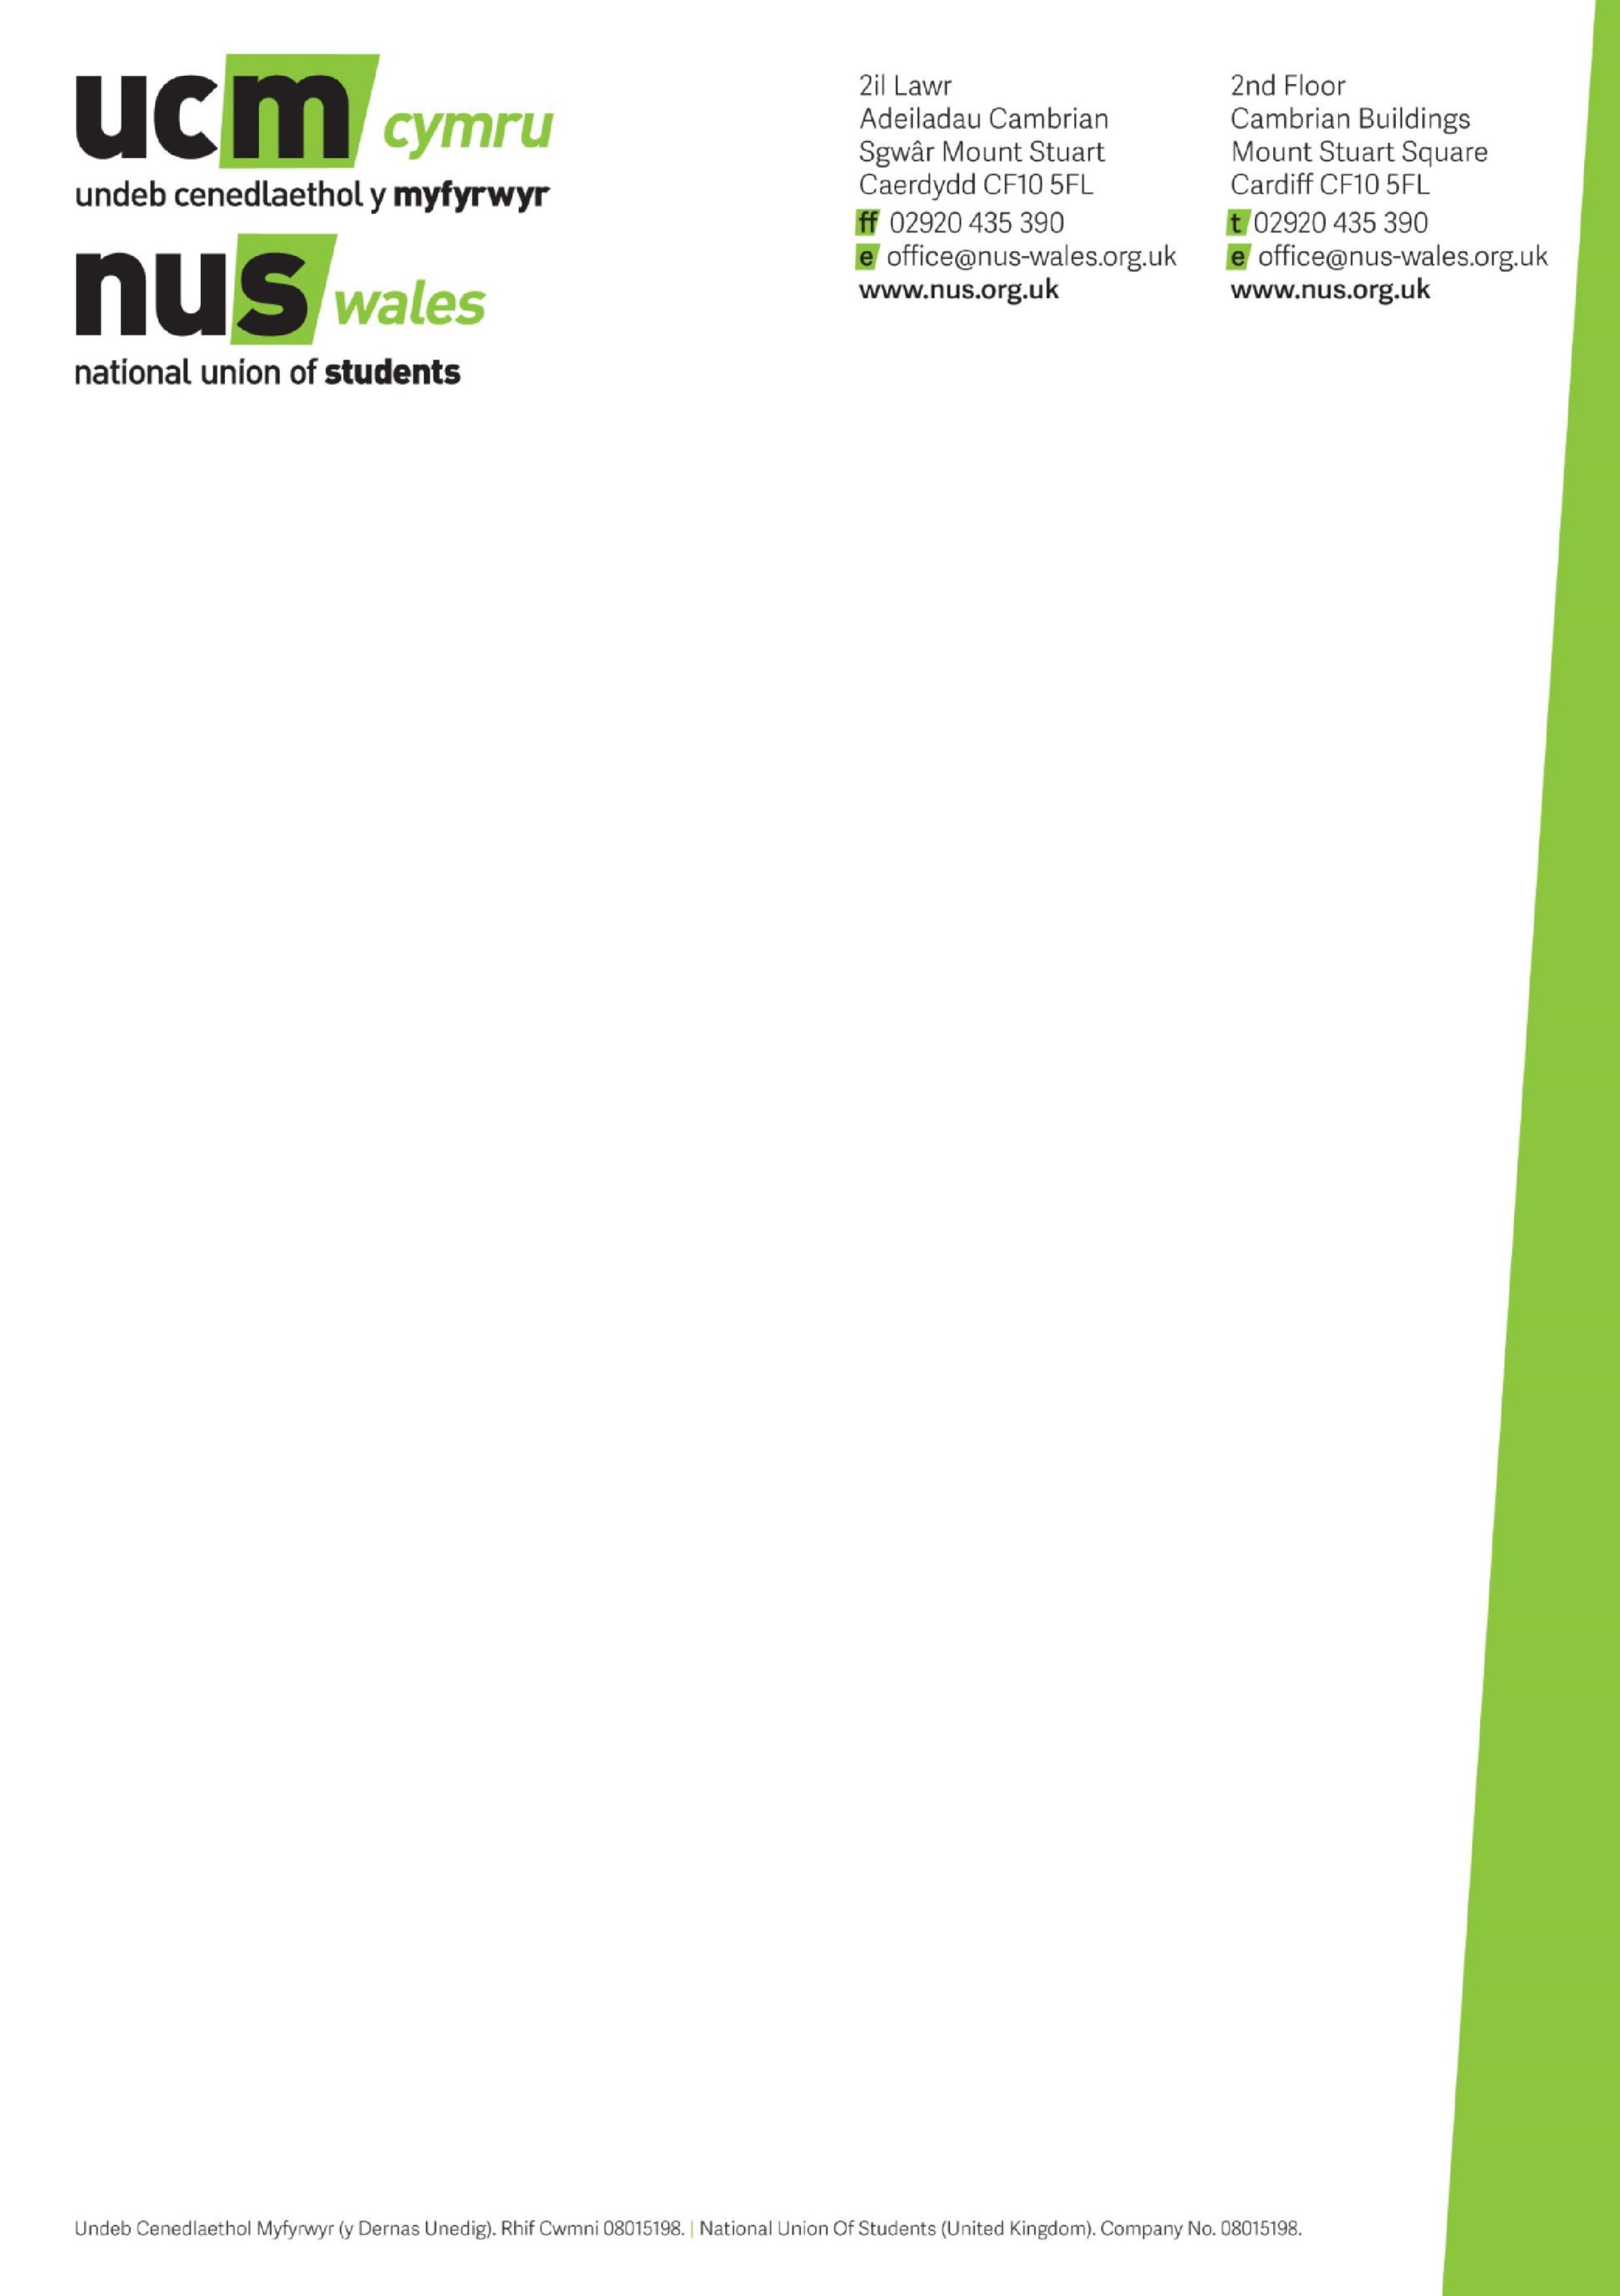 ucm cymru
undeb cenedlaethol y myfyrwyr
nus wales
national union of students
2il Lawr
Adeiladau Cambrian
Sgwâr Mount Stuart
Caerdydd CF10 5FL
ff 02920 435 390
e office@nus-wales.org.uk
www.nus.org.uk
2nd Floor
Cambrian Buildings
Mount Stuart Square
Cardiff CF10 5FL
t 02920 435 390
e office@nus-wales.org.uk
www.nus.org.uk
Undeb Cenedlaethol Myfyrwyr (y Dernas Unedig). Rhif Cwmni 08015198. | National Union Of Students (United Kingdom). Company No. 08015198.